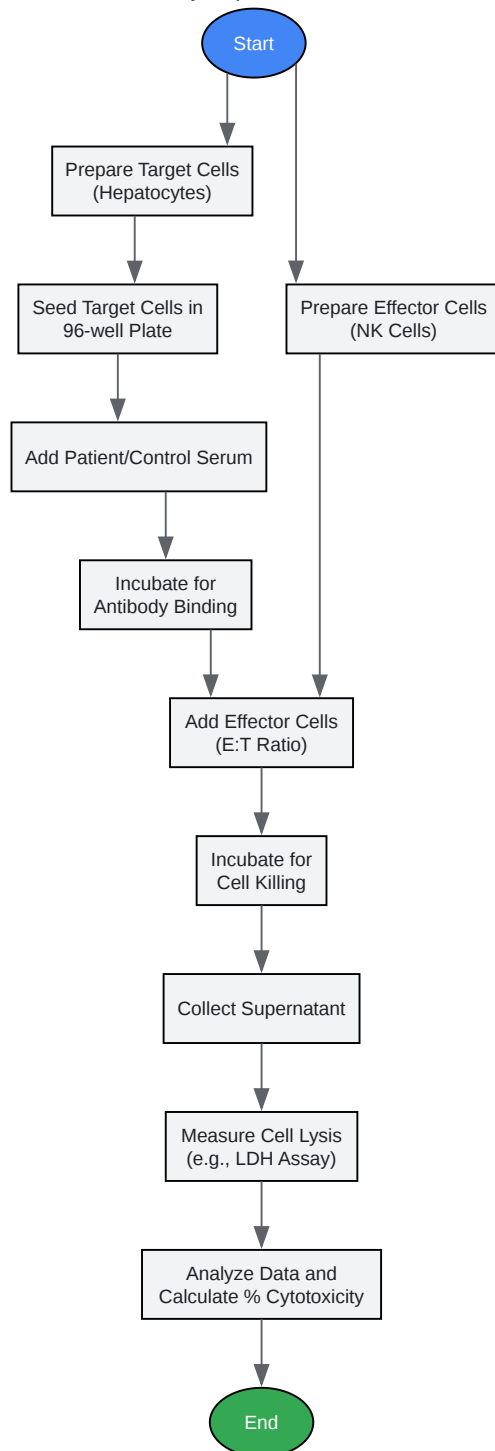 Start
Prepare Target Cells
(Hepatocytes)
Seed Target Cells in
96-well Plate
Prepare Effector Cells
(NK Cells)
Add Patient/Control Serum
Incubate for
Antibody Binding
Add Effector Cells
(E:T Ratio)
Incubate for
Cell Killing
Collect Supernatant
Measure Cell Lysis
(e.g., LDH Assay)
Analyze Data and
Calculate % Cytotoxicity
End